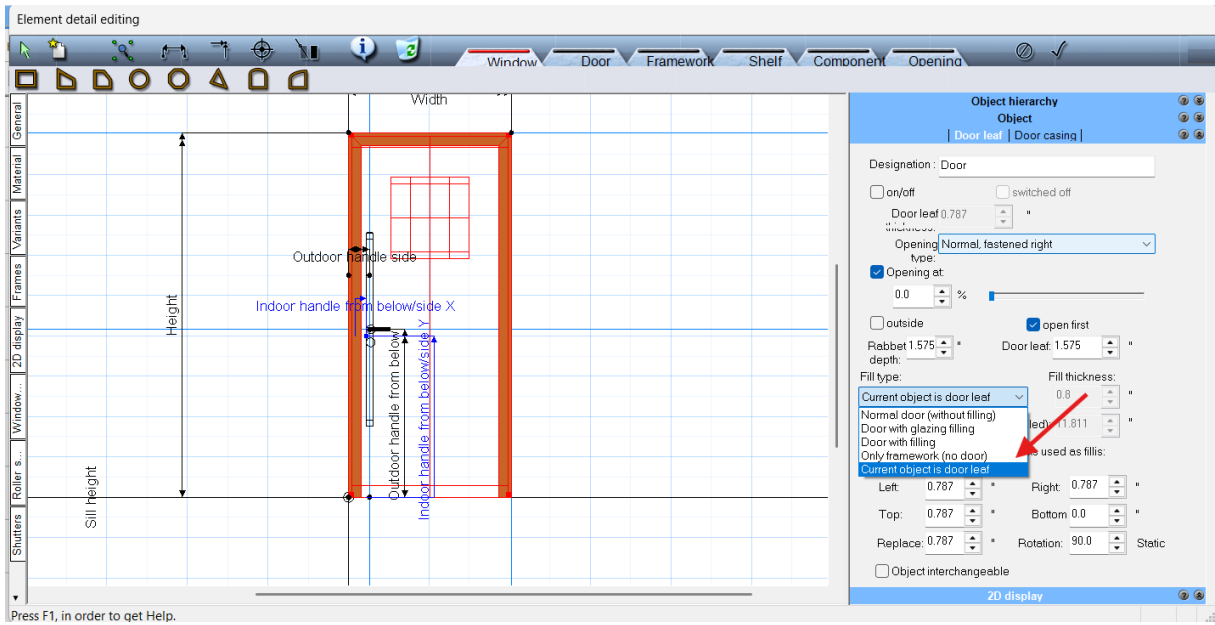 Element detail editing
Window Door Framework Shelf Component Opening
General
Material
Variants
Frames
2D display
Window...
Roller s...
Shutters
Width
Height
Sill height
Outdoor handle side
Indoor handle from below/side X
Outdoor handle from below
Indoor handle from below/side Y
Object hierarchy
Object
| Door leaf | Door casing |
Designation : Door
on/off switched off
Door leaf 0.787 "
thickness:
Opening Normal, fastened right
type:
Opening at:
0.0 %
outside open first
Rabbet 1.575 " Door leaf: 1.575 "
depth:
Fill type: Fill thickness:
Current object is door leaf 0.8 "
Normal door (without filling)
Door with glazing filling led): 11.811 "
Door with filling
Only framework (no door) is used as fillis:
Current object is door leaf
Left: 0.787 " Right: 0.787 "
Top: 0.787 " Bottom 0.0 "
Replace: 0.787 " Rotation: 90.0 Static
Object interchangeable
2D display
Press F1, in order to get Help.